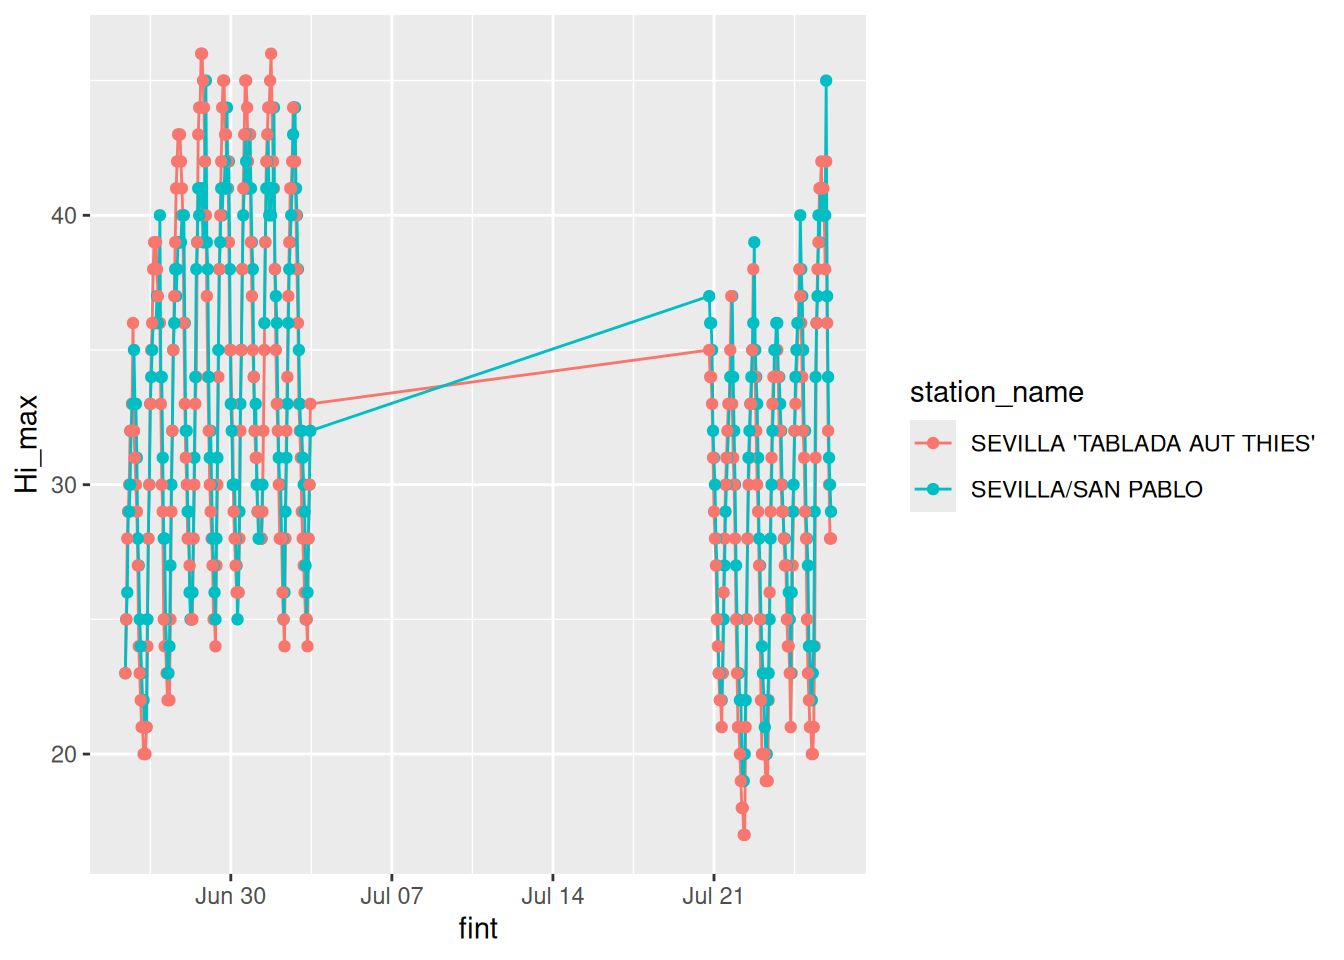 Hi_max
40
30
20
Jun 30
Jul 07
Jul 14
Jul 21
fint
station_name
SEVILLA 'TABLADA AUT THIES'
SEVILLA/SAN PABLO